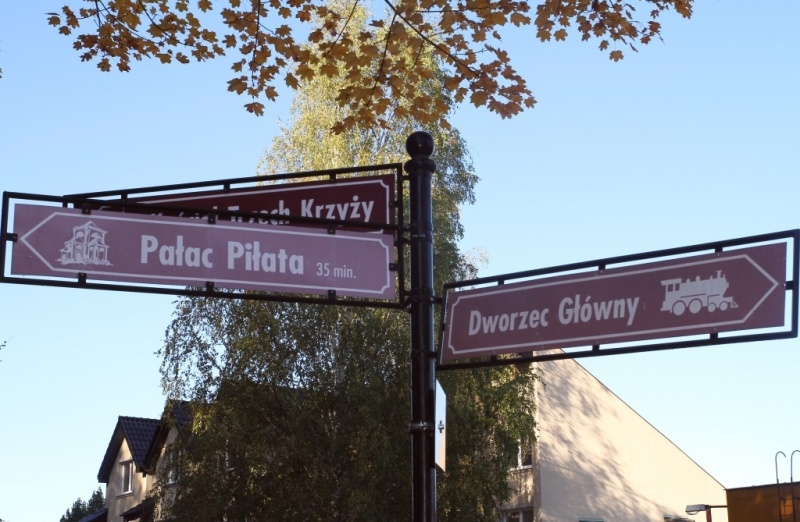 Trzech Krzyży
Pałac Piłata 35 min.
Dworzec Główny